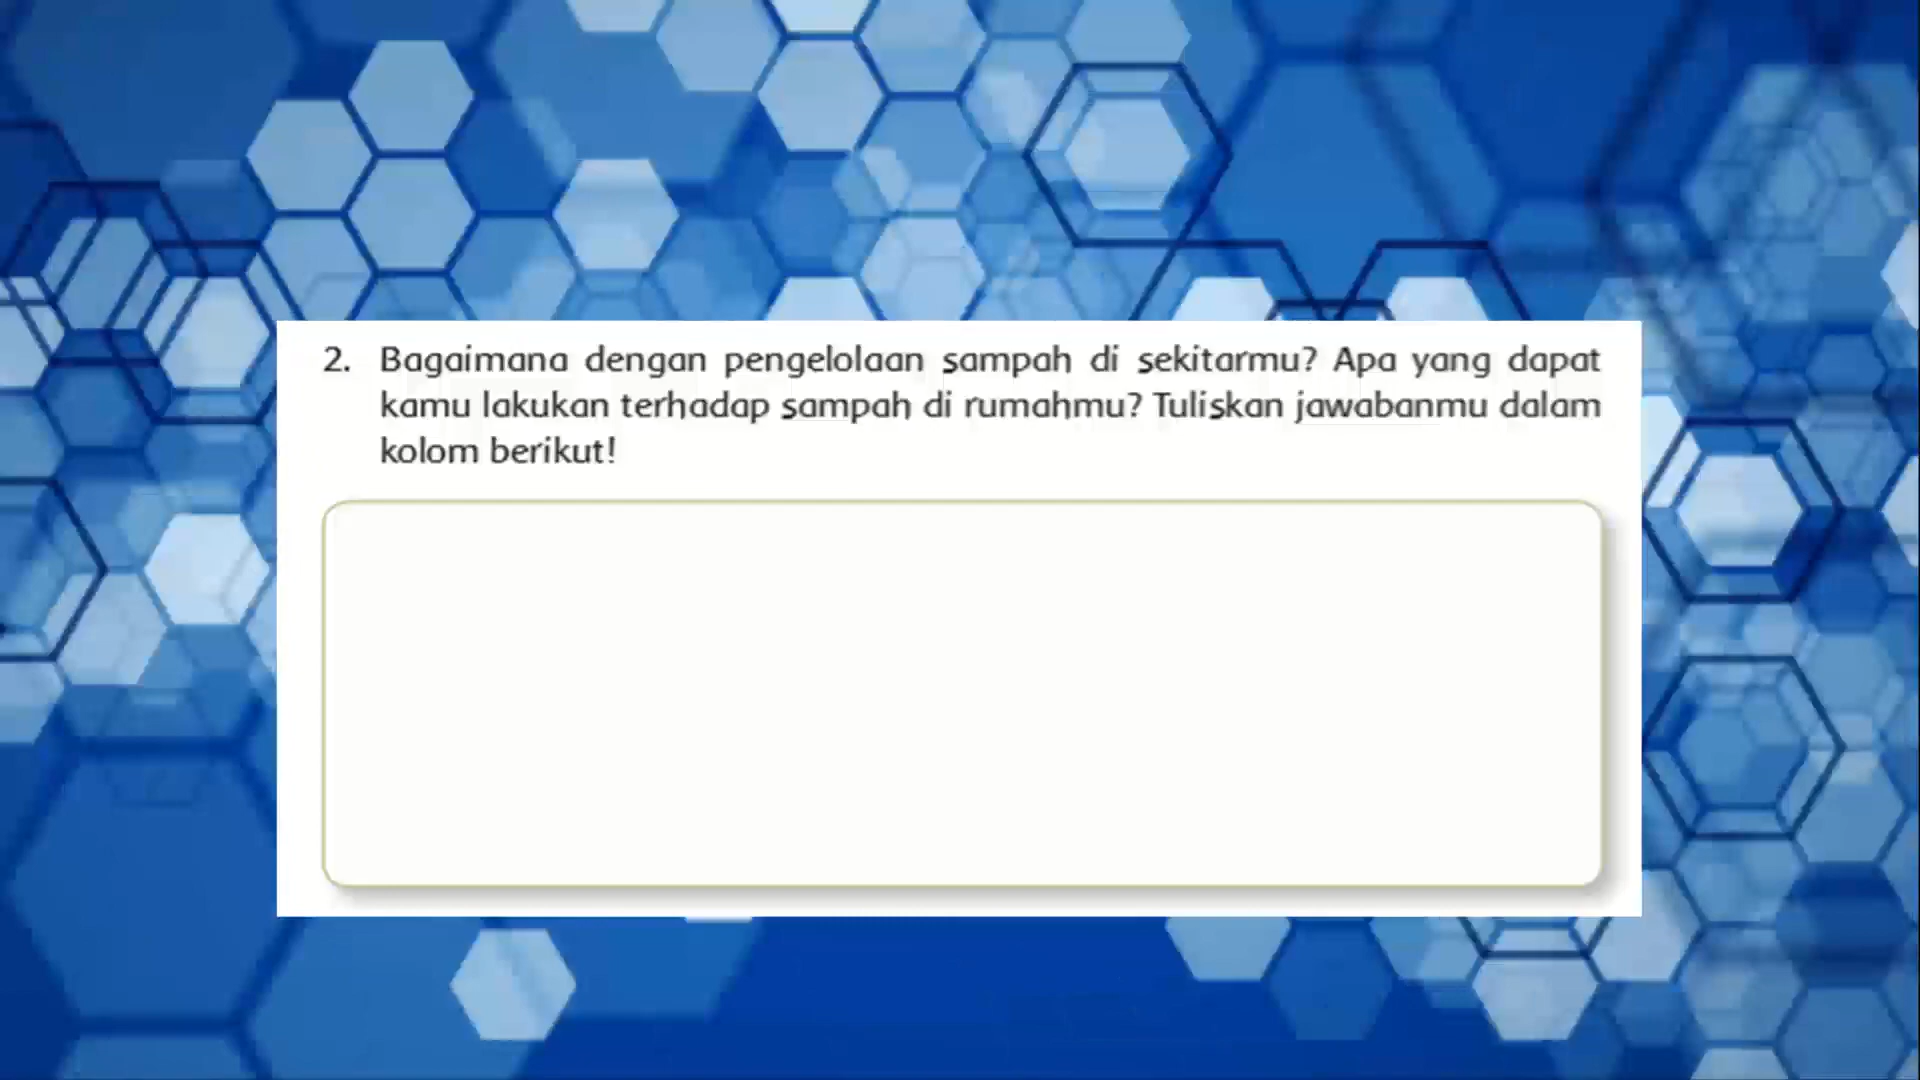 2. Bagaimana dengan pengelolaan sampah di sekitarmu? Apa yang dapat
kamu lakukan terhadap sampah di rumahmu? Tuliskan jawabanmu dalam
kolom berikut!